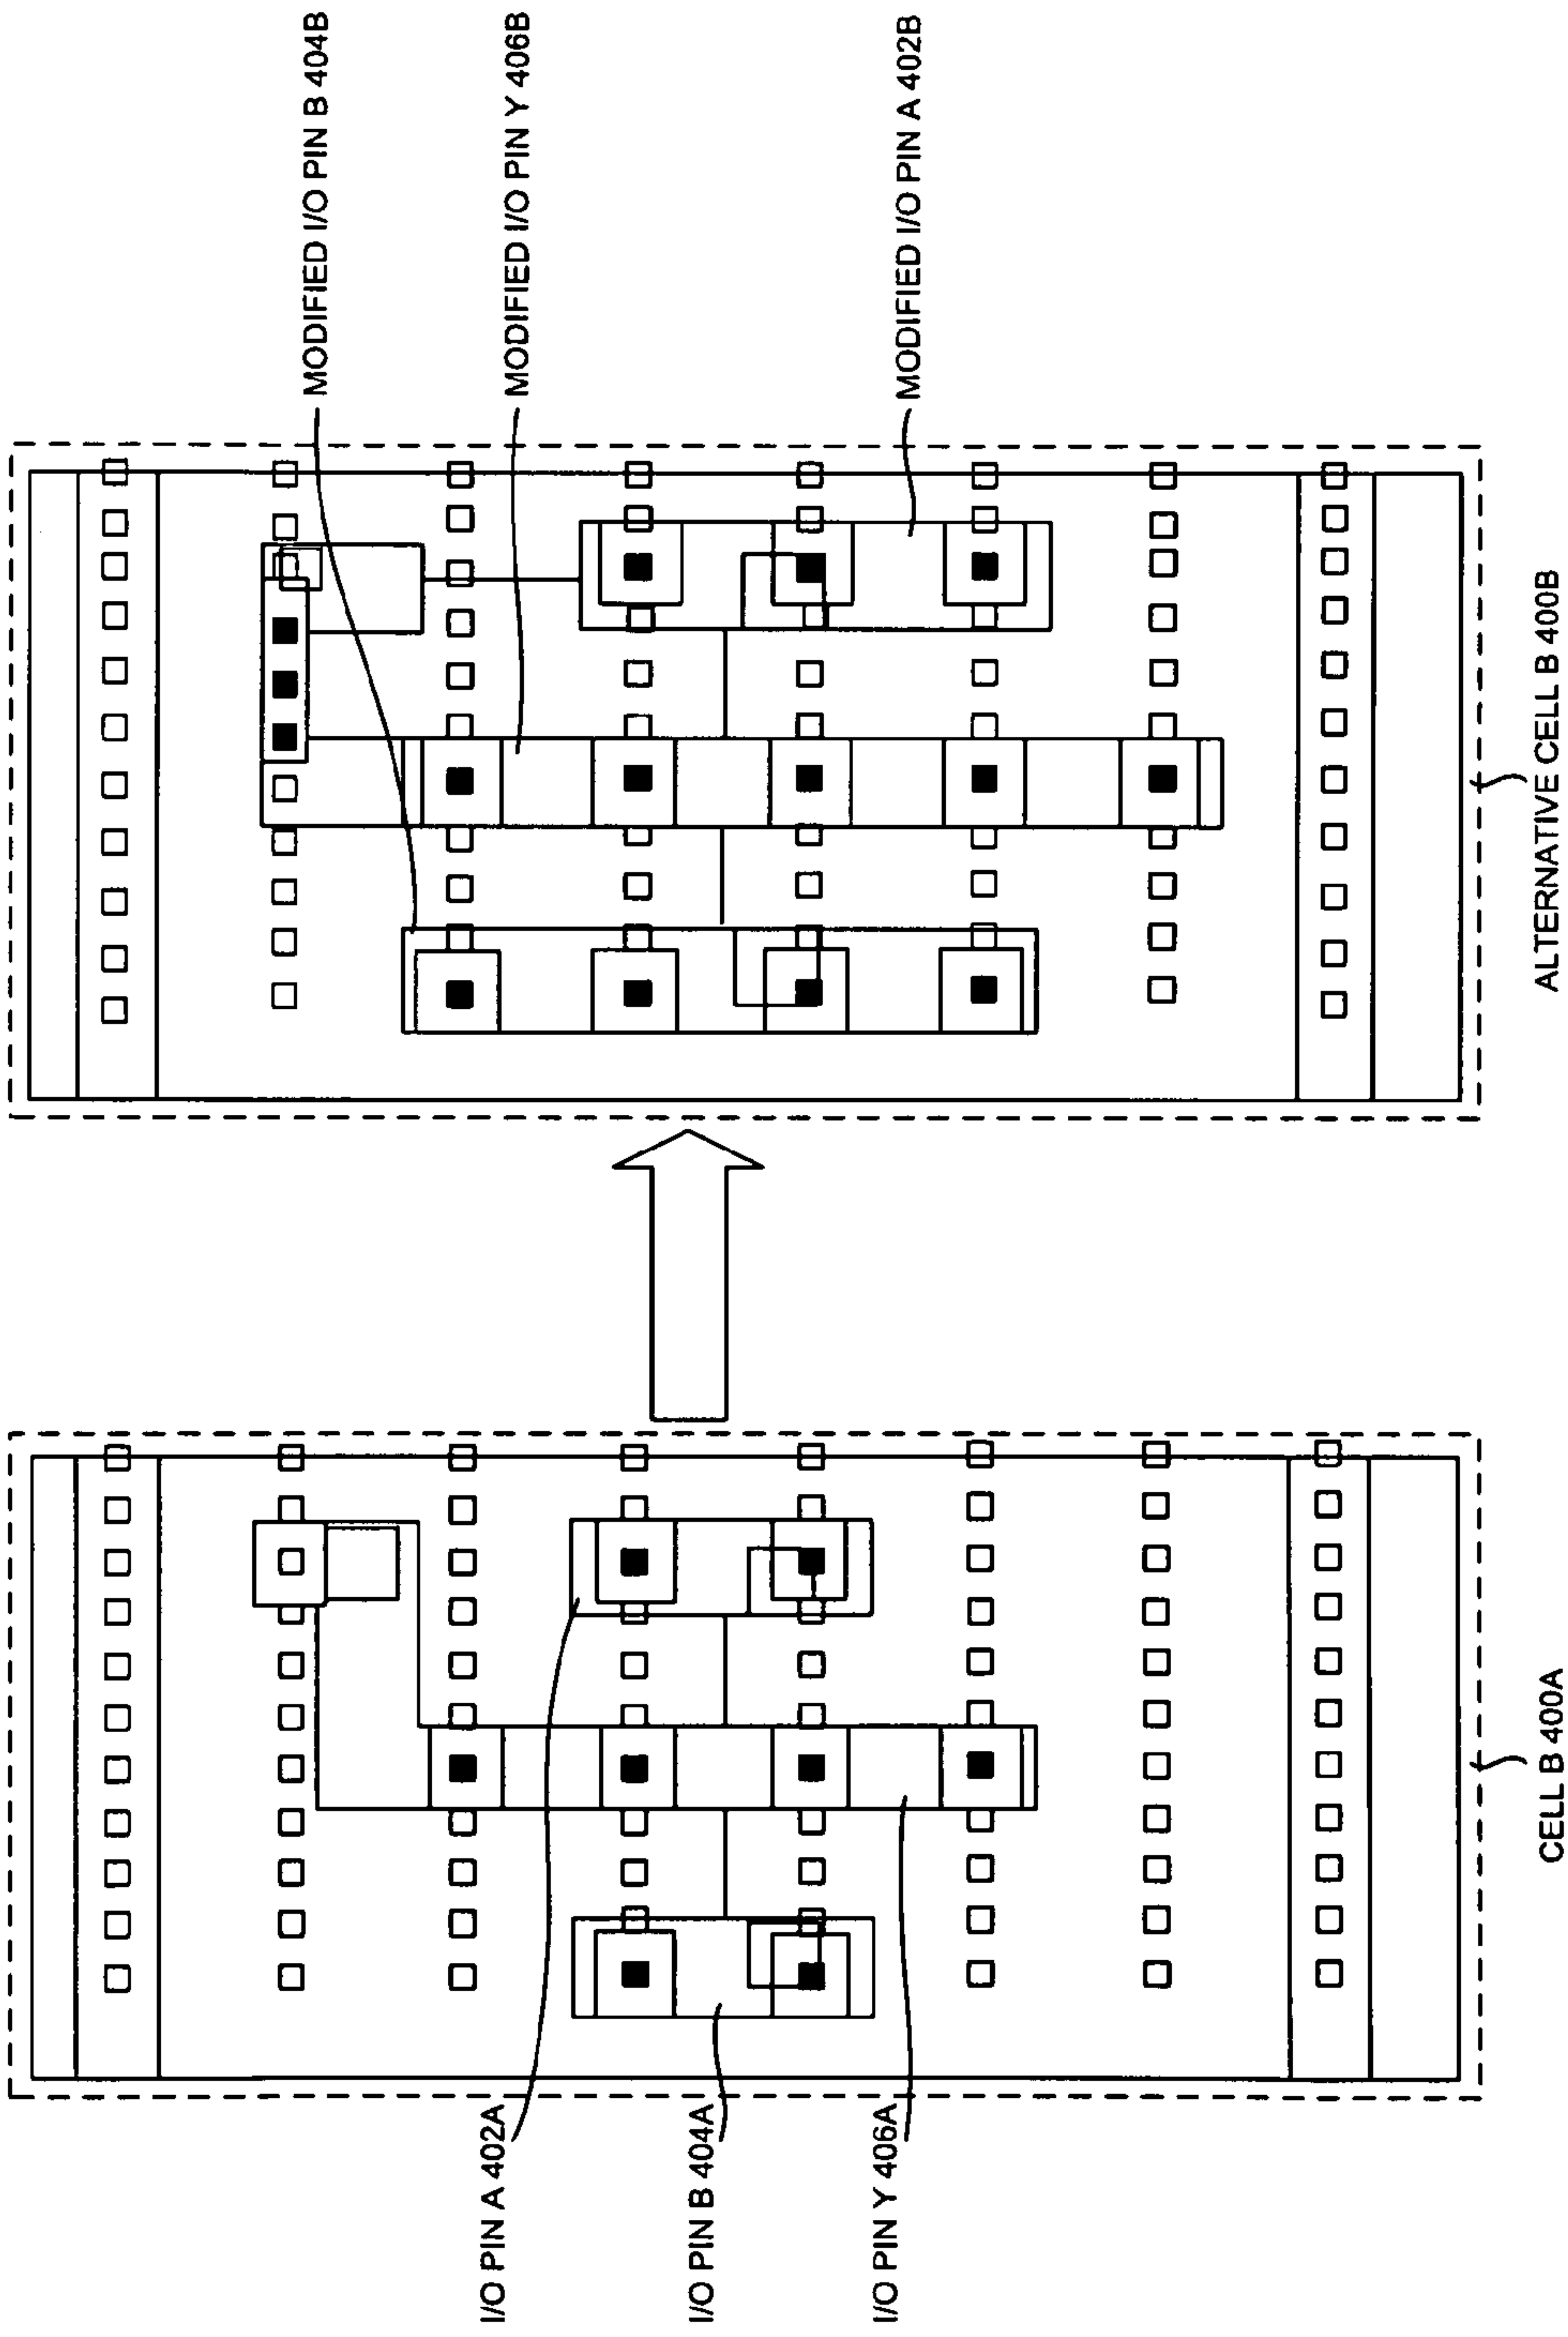 I/O PIN A 402A
I/O PIN B 404A
I/O PIN Y 406A
CELL B 400A
MODIFIED I/O PIN B 404B
MODIFIED I/O PIN Y 406B
MODIFIED I/O PIN A 402B
ALTERNATIVE CELL B 400B